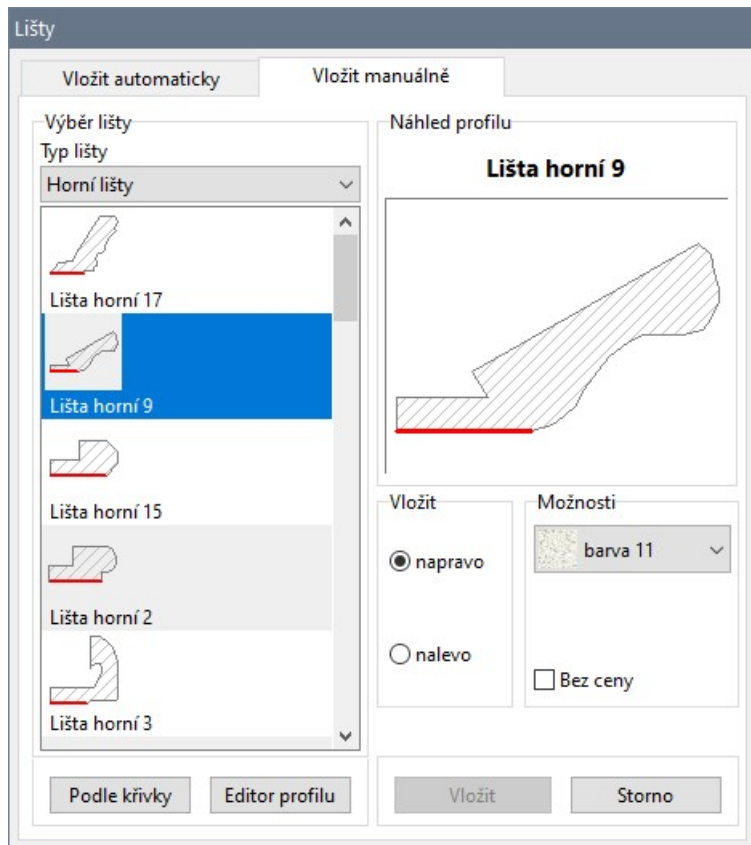 Lišty
Vložit automaticky
Vložit manuálně
Výběr lišty
Typ lišty
Horní lišty
Lišta horní 17
Lišta horní 9
Lišta horní 15
Lišta horní 2
Lišta horní 3
Podle křivky
Editor profilu
Náhled profilu
Lišta horní 9
Vložit
napravo
nalevo
Možnosti
barva 11
Bez ceny
Vložit
Storno